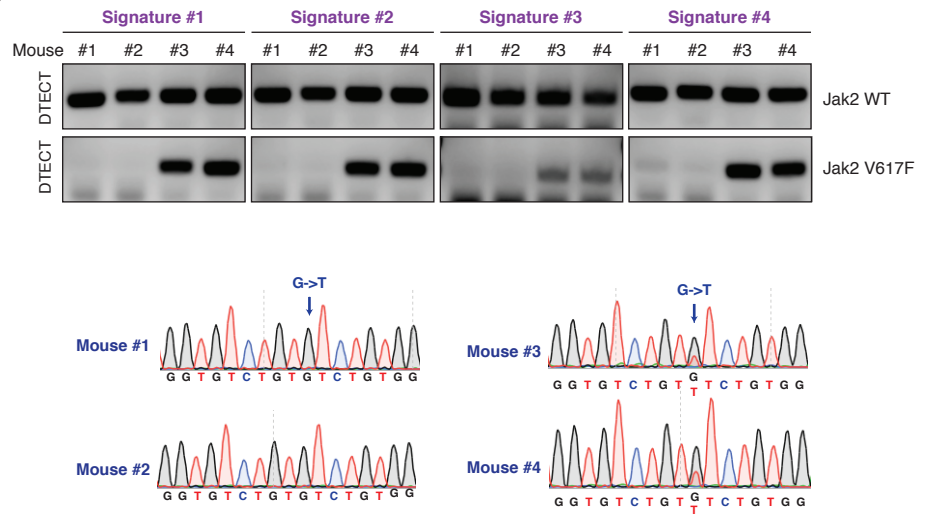 Signature #1 Signature #2 Signature #3 Signature #4
Mouse #1 #2 #3 #4 #1 #2 #3 #4 #1 #2 #3 #4 #1 #2 #3 #4
DTECT Jak2 WT
DTECT Jak2 V617F
G->T
Mouse #1
G G T G T C T G T G T C T G T G G
G->T
Mouse #3
G G T G T C T G T G T C T G T G G
T
Mouse #2
G G T G T C T G T G T C T G T G G
Mouse #4
G G T G T C T G T G T C T G T G G
T